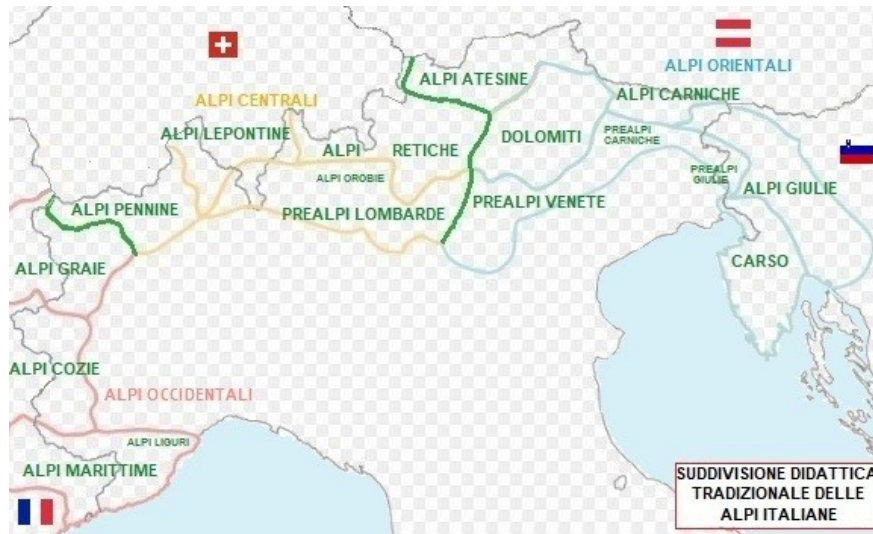 ALPI ATESINE
ALPI ORIENTALI
ALPI CENTRALI
ALPI CARNICHE
ALPI LEPONTINE
DOLOMITI
PREALPI
CARNICHE
ALPI RETICHE
ALPI OROBIE
PREALPI
GIULIE
ALPI GIULIE
ALPI PENNINE
PREALPI LOMBARDE
PREALPI VENETE
ALPI GRAIE
CARSO
ALPI COZIE
ALPI OCCIDENTALI
ALPI LIGURI
ALPI MARITTIME
SUDDIVISIONE DIDATTICA
TRADIZIONALE DELLE
ALPI ITALIANE